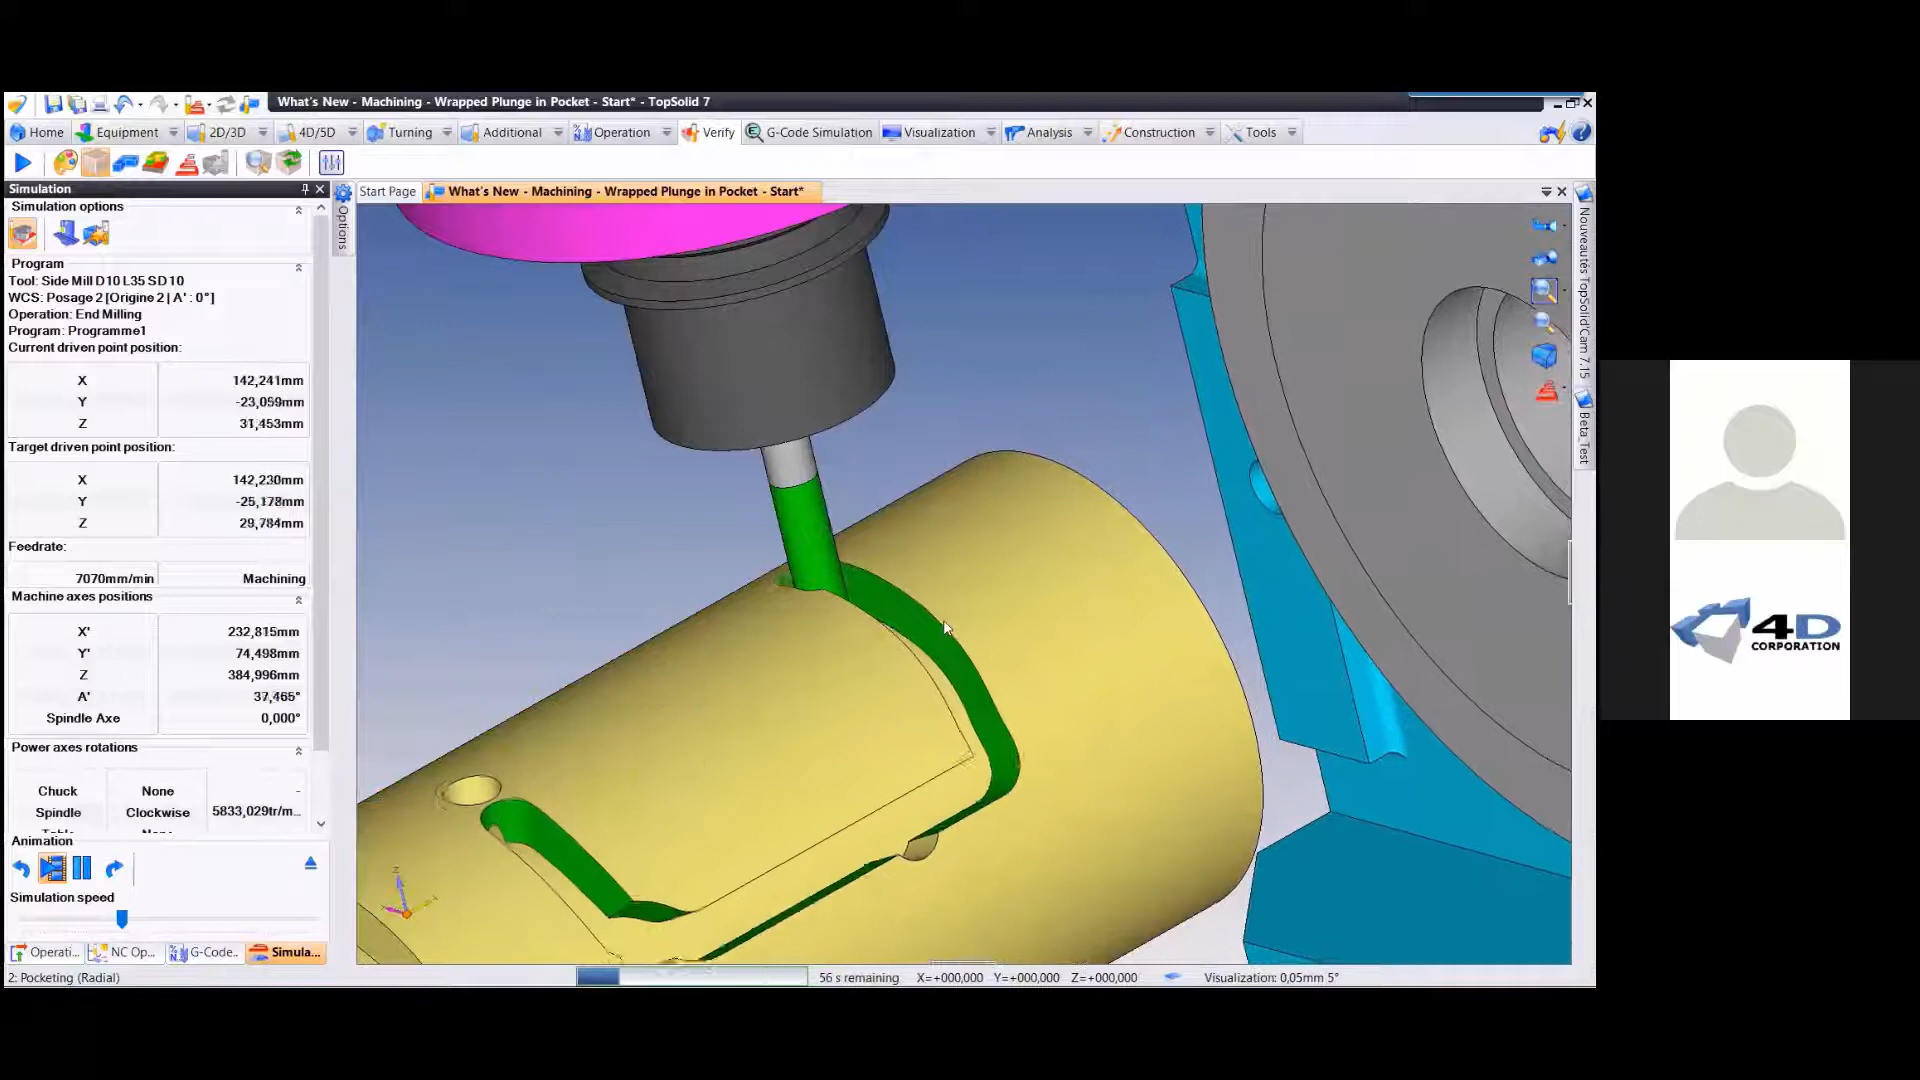 What's New - Machining - Wrapped Plunge in Pocket - Start* - TopSolid 7
Home Equipment 2D/3D 4D/5D Turning Additional Operation Verify G-Code Simulation Visualization Analysis Construction Tools
Simulation
Start Page What's New - Machining - Wrapped Plunge in Pocket - Start*
Options
Simulation options
Program
Tool: Side Mill D10 L35 SD10
WCS: Posage 2 [Origine 2 | A' : 0°]
Operation: End Milling
Program: Programme1
Current driven point position:
X 142,241mm
Y -23,059mm
Z 31,453mm
Target driven point position:
X 142,230mm
Y -25,178mm
Z 29,784mm
Feedrate:
7070mm/min Machining
Machine axes positions
X' 232,815mm
Y' 74,498mm
Z 384,996mm
A' 37,465°
Spindle Axe 0,000°
Power axes rotations
Chuck None -
Spindle Clockwise 5833,029tr/m...
Animation
Simulation speed
Operati... NC Op... G-Code... Simula...
2: Pocketing (Radial) 56 s remaining X=+000,000 Y=+000,000 Z=+000,000 Visualization: 0,05mm 5°
Nouveautés TopSolid'Cam 7.15
Beta_Test
Z
4D
CORPORATION